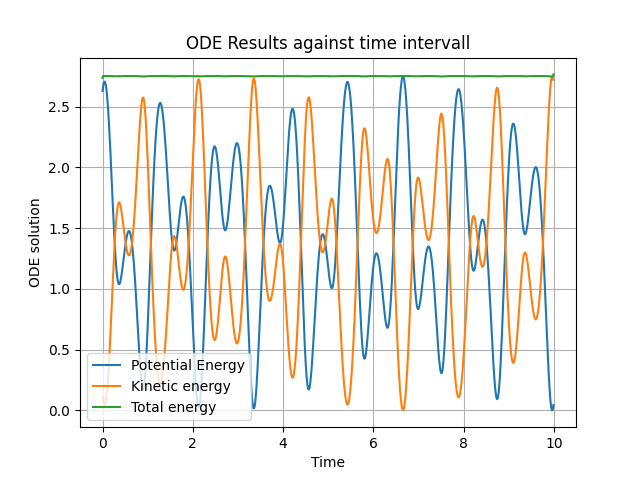 ODE Results against time intervall
ODE solution
2.5
2.0
1.5
1.0
0.5
0.0
Potential Energy
Kinetic energy
Total energy
0 2 4 6 8 10
Time